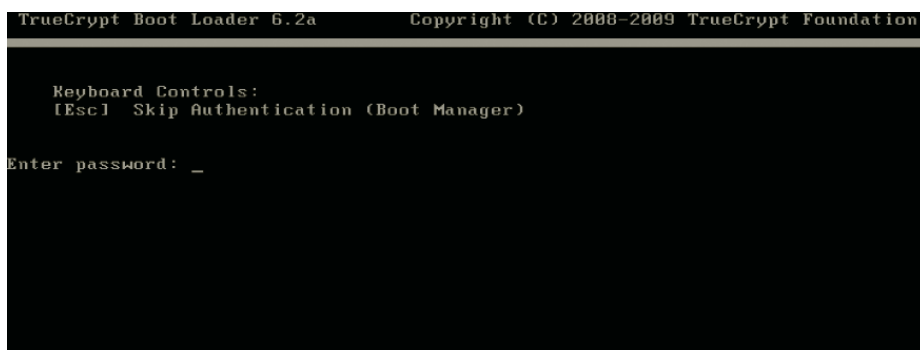 TrueCrypt Boot Loader 6.2a Copyright (C) 2008-2009 TrueCrypt Foundation
Keyboard Controls:
[Esc] Skip Authentication (Boot Manager)
Enter password: _